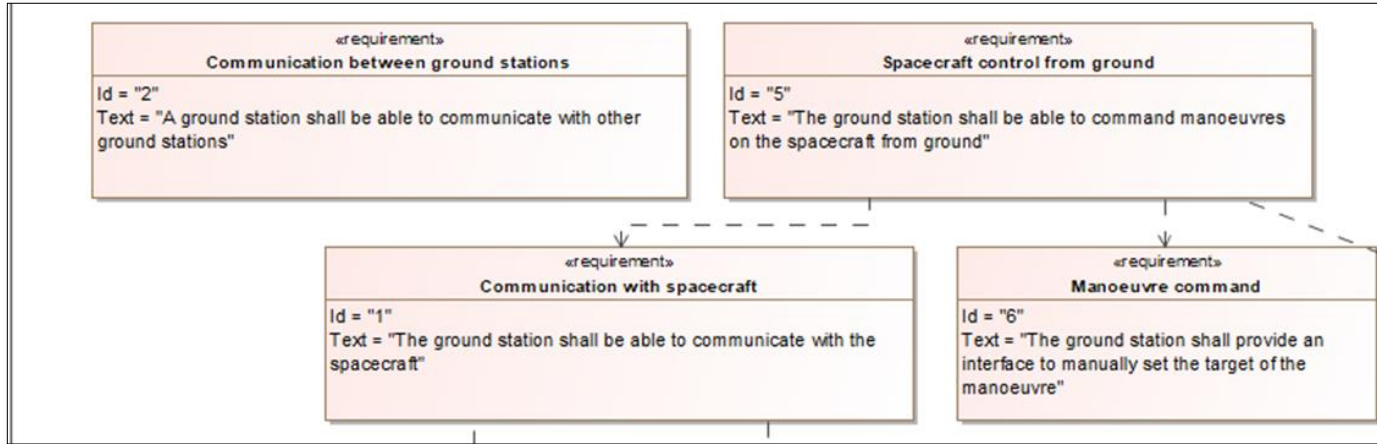 «requirement»
Communication between ground stations
Id = "2"
Text = "A ground station shall be able to communicate with other
ground stations"
«requirement»
Spacecraft control from ground
Id = "5"
Text = "The ground station shall be able to command manoeuvres
on the spacecraft from ground"
«requirement»
Communication with spacecraft
Id = "1"
Text = "The ground station shall be able to communicate with the
spacecraft"
«requirement»
Manoeuvre command
Id = "6"
Text = "The ground station shall provide an
interface to manually set the target of the
manoeuvre"